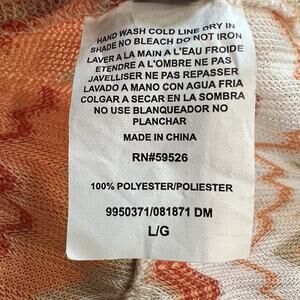 HAND WASH COLD LINE DRY IN
SHADE NO BLEACH DO NOT IRON
LAVER A LA MAIN A L'EAU FROIDE
ETENDRE A L'OMBRE NE PAS
JAVELLISER NE PAS REPASSER
LAVADO A MANO CON AGUA FRIA
COLGAR A SECAR EN LA SOMBRA
NO USE BLANQUEADOR NO
PLANCHAR
MADE IN CHINA
RN#59526
100% POLYESTER/POLIESTER
9950371/081871 DM
L/G